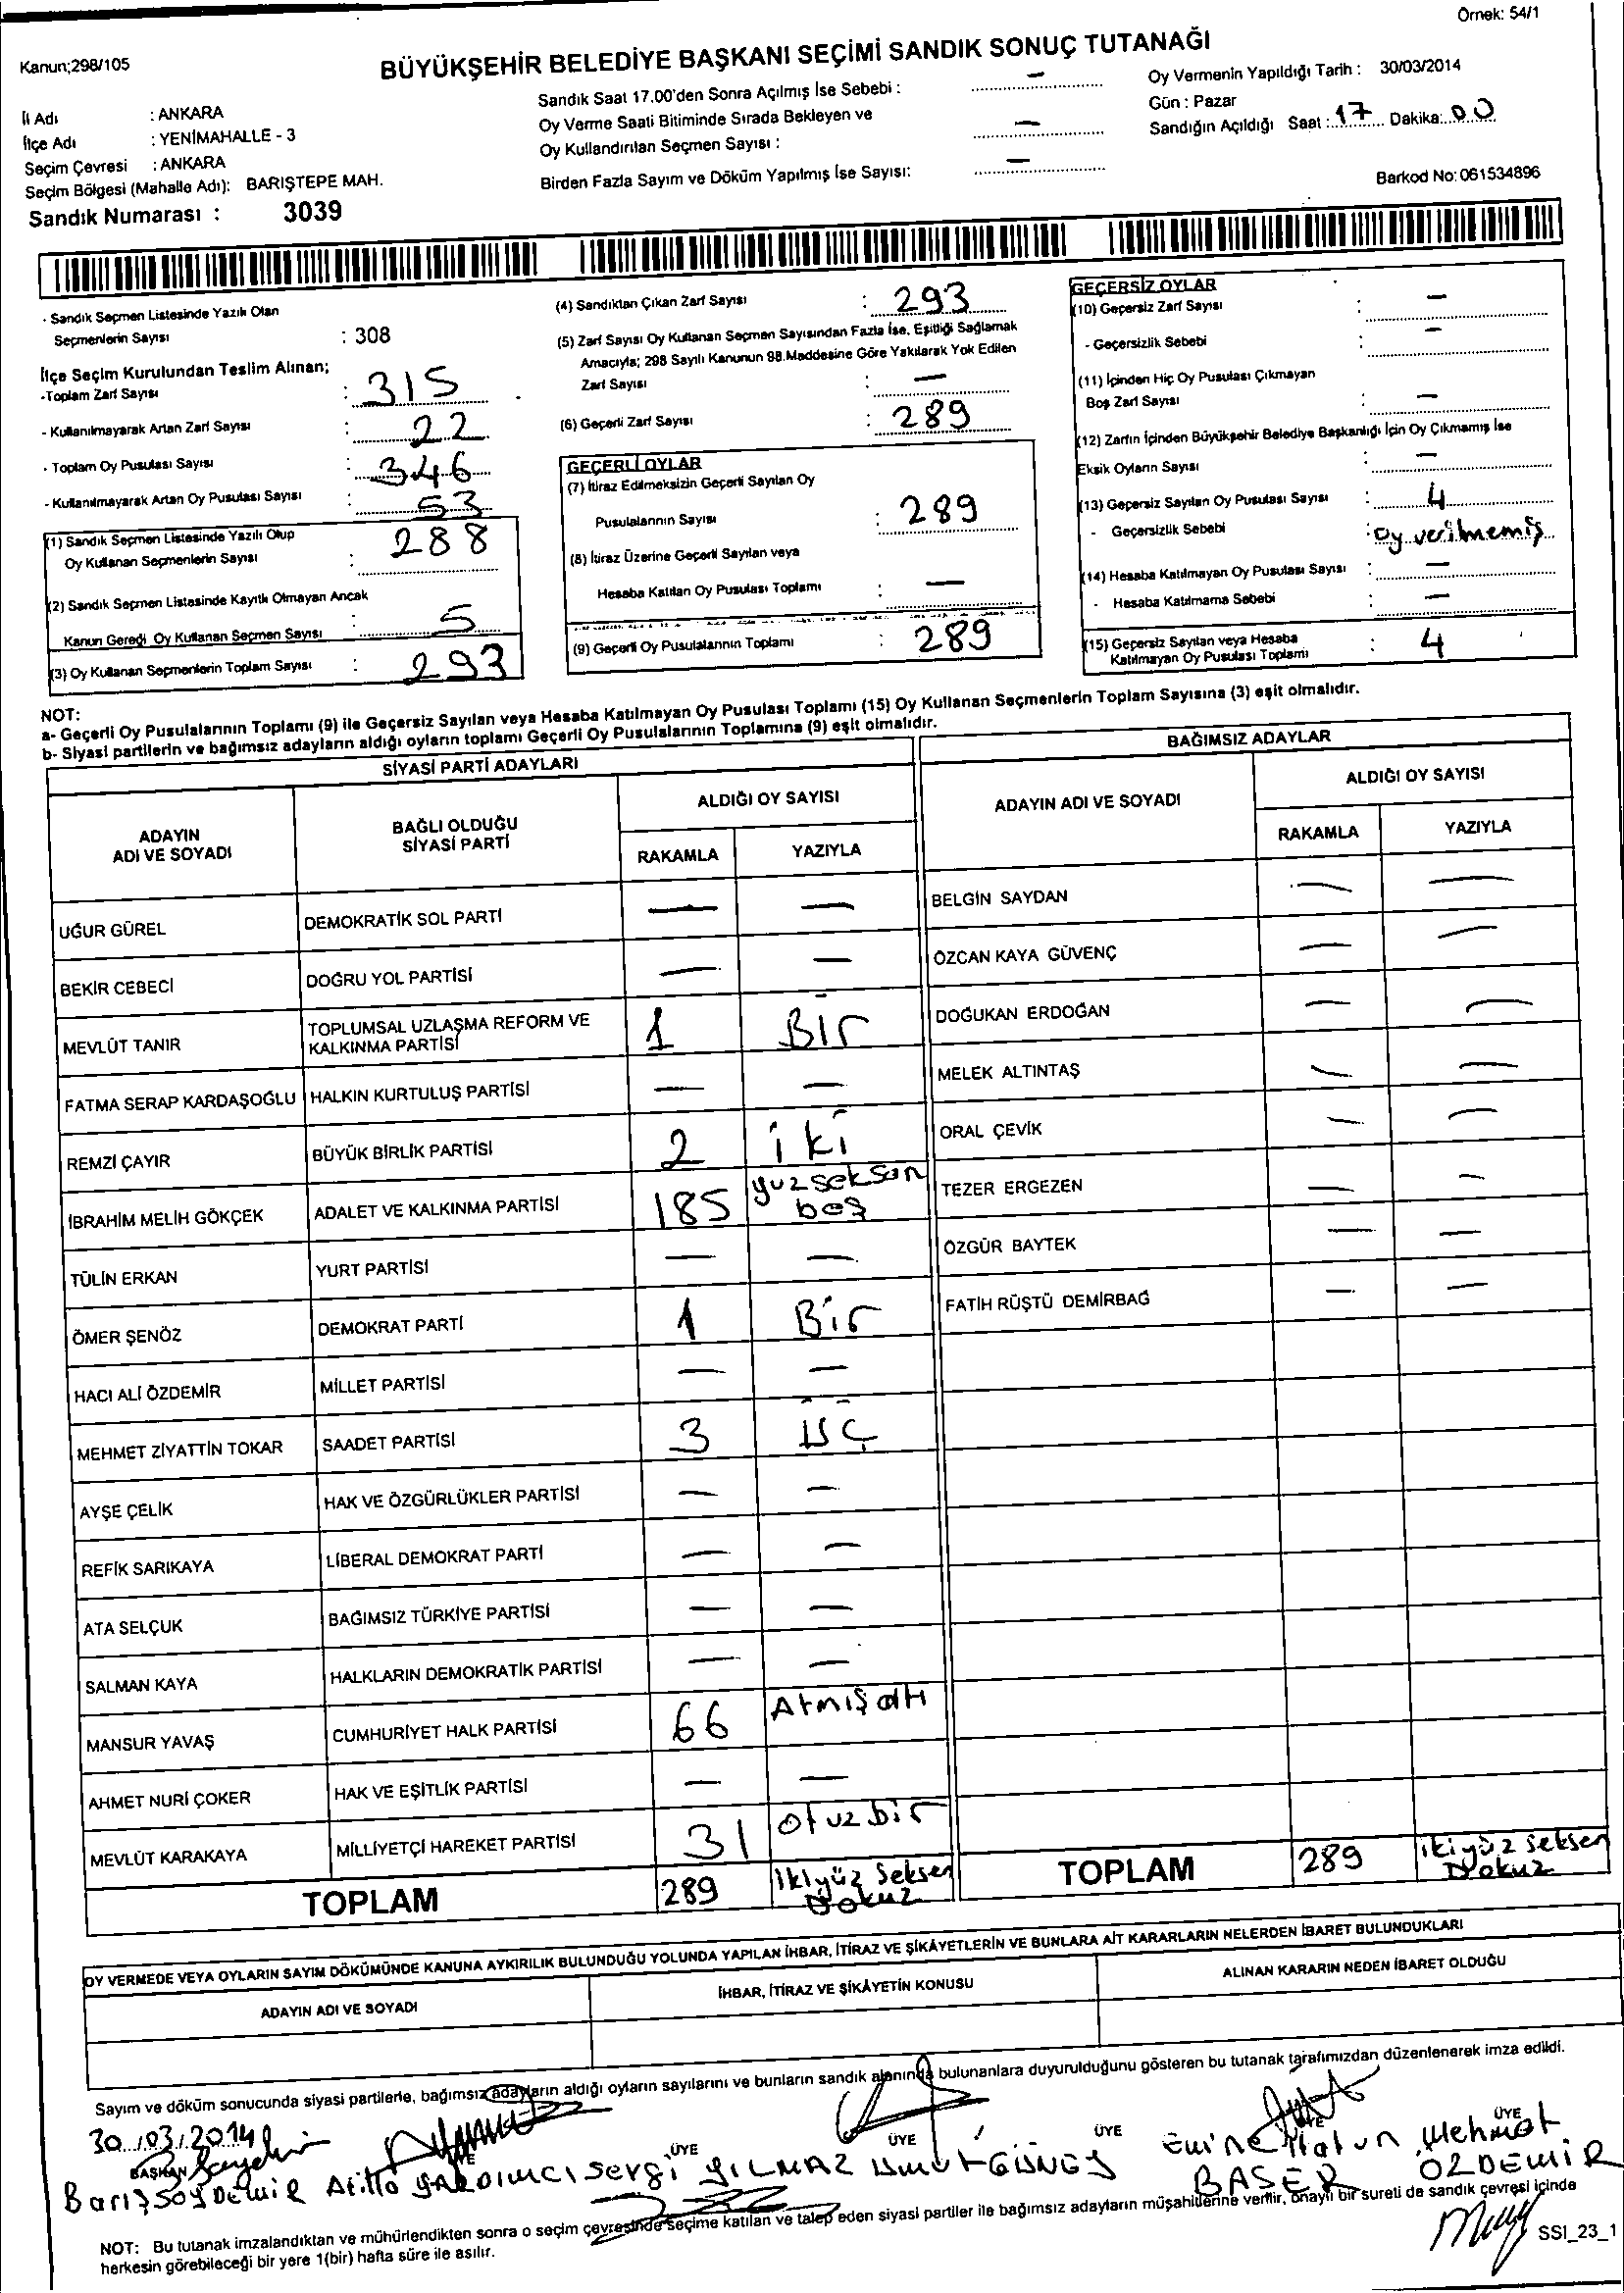 Örnek: 54/1
Kanun;298/105
BÜYÜKŞEHİR BELEDİYE BAŞKANI SEÇİMİ SANDIK SONUÇ TUTANAĞI
İl Adı : ANKARA
İlçe Adı : YENİMAHALLE - 3
Seçim Çevresi : ANKARA
Seçim Bölgesi (Mahalle Adı): BARIŞTEPE MAH.
Sandık Numarası : 3039
Sandık Saat 17.00'den Sonra Açılmış İse Sebebi : —
Oy Verme Saati Bitiminde Sırada Bekleyen ve
Oy Kullandırılan Seçmen Sayısı : —
Birden Fazla Sayım ve Döküm Yapılmış İse Sayısı: —
Oy Vermenin Yapıldığı Tarih : 30/03/2014
Gün : Pazar
Sandığın Açıldığı Saat : 17 Dakika: 00
Barkod No: 061534896
- Sandık Seçmen Listesinde Yazılı Olan
Seçmenlerin Sayısı : 308
İlçe Seçim Kurulundan Teslim Alınan;
-Toplam Zarf Sayısı : 315
- Kullanılmayarak Artan Zarf Sayısı : 22
- Toplam Oy Pusulası Sayısı : 346
- Kullanılmayarak Artan Oy Pusulası Sayısı : 53
(1) Sandık Seçmen Listesinde Yazılı Olup
Oy Kullanan Seçmenlerin Sayısı : 288
(2) Sandık Seçmen Listesinde Kayıtlı Olmayan Ancak
Kanun Gereği Oy Kullanan Seçmen Sayısı : 5
(3) Oy Kullanan Seçmenlerin Toplam Sayısı : 293
(4) Sandıktan Çıkan Zarf Sayısı : 293
(5) Zarf Sayısı Oy Kullanan Seçmen Sayısından Fazla İse, Eşitliği Sağlamak
Amacıyla; 298 Sayılı Kanunun 98.Maddesine Göre Yakılarak Yok Edilen
Zarf Sayısı : —
(6) Geçerli Zarf Sayısı : 289
GEÇERLİ OYLAR
(7) İtiraz Edilmeksizin Geçerli Sayılan Oy
Pusulalarının Sayısı : 289
(8) İtiraz Üzerine Geçerli Sayılan veya
Hesaba Katılan Oy Pusulası Toplamı : —
(9) Geçerli Oy Pusulalarının Toplamı : 289
GEÇERSİZ OYLAR
(10) Geçersiz Zarf Sayısı : —
- Geçersizlik Sebebi : —
(11) İçinden Hiç Oy Pusulası Çıkmayan
Boş Zarf Sayısı : —
(12) Zarfın İçinden Büyükşehir Belediye Başkanlığı İçin Oy Çıkmamış İse
Eksik Oyların Sayısı : —
(13) Geçersiz Sayılan Oy Pusulası Sayısı : 4
- Geçersizlik Sebebi : Oy verilmemiş
(14) Hesaba Katılmayan Oy Pusulası Sayısı : —
- Hesaba Katılmama Sebebi : —
(15) Geçersiz Sayılan veya Hesaba
Katılmayan Oy Pusulası Toplamı : 4
NOT:
a- Geçerli Oy Pusulalarının Toplamı (9) ile Geçersiz Sayılan veya Hesaba Katılmayan Oy Pusulası Toplamı (15) Oy Kullanan Seçmenlerin Toplam Sayısına (3) eşit olmalıdır.
b- Siyasi partilerin ve bağımsız adayların aldığı oyların toplamı Geçerli Oy Pusulalarının Toplamına (9) eşit olmalıdır.
SİYASİ PARTİ ADAYLARI
ADAYIN ADI VE SOYADI BAĞLI OLDUĞU SİYASİ PARTİ ALDIĞI OY SAYISI
RAKAMLA YAZIYLA
UĞUR GÜREL DEMOKRATİK SOL PARTİ — —
BEKİR CEBECİ DOĞRU YOL PARTİSİ — —
MEVLÜT TANIR TOPLUMSAL UZLAŞMA REFORM VE KALKINMA PARTİSİ 1 BİR
FATMA SERAP KARDAŞOĞLU HALKIN KURTULUŞ PARTİSİ — —
REMZİ ÇAYIR BÜYÜK BİRLİK PARTİSİ 2 iki
İBRAHİM MELİH GÖKÇEK ADALET VE KALKINMA PARTİSİ 185 yuzseksan beş
TÜLİN ERKAN YURT PARTİSİ — —
ÖMER ŞENÖZ DEMOKRAT PARTİ 1 Bir
HACI ALİ ÖZDEMİR MİLLET PARTİSİ — —
MEHMET ZİYATTİN TOKAR SAADET PARTİSİ 3 ÜÇ
AYŞE ÇELİK HAK VE ÖZGÜRLÜKLER PARTİSİ — —
REFİK SARIKAYA LİBERAL DEMOKRAT PARTİ — —
ATA SELÇUK BAĞIMSIZ TÜRKİYE PARTİSİ — —
SALMAN KAYA HALKLARIN DEMOKRATİK PARTİSİ — —
MANSUR YAVAŞ CUMHURİYET HALK PARTİSİ 66 Atmış altı
AHMET NURİ ÇOKER HAK VE EŞİTLİK PARTİSİ — —
MEVLÜT KARAKAYA MİLLİYETÇİ HAREKET PARTİSİ 31 otuz bir
TOPLAM 289 ikiyüz Seksen Dokuz
BAĞIMSIZ ADAYLAR
ADAYIN ADI VE SOYADI ALDIĞI OY SAYISI
RAKAMLA YAZIYLA
BELGİN SAYDAN — —
ÖZCAN KAYA GÜVENÇ — —
DOĞUKAN ERDOĞAN — —
MELEK ALTINTAŞ — —
ORAL ÇEVİK — —
TEZER ERGEZEN — —
ÖZGÜR BAYTEK — —
FATİH RÜŞTÜ DEMİRBAĞ — —
TOPLAM 289 ikiyüz seksen Dokuz
OY VERMEDE VEYA OYLARIN SAYIM DÖKÜMÜNDE KANUNA AYKIRILIK BULUNDUĞU YOLUNDA YAPILAN İHBAR, İTİRAZ VE ŞİKÂYETLERİN VE BUNLARA AİT KARARLARIN NELERDEN İBARET BULUNDUKLARI
ADAYIN ADI VE SOYADI İHBAR, İTİRAZ VE ŞİKÂYETİN KONUSU ALINAN KARARIN NEDEN İBARET OLDUĞU
Sayım ve döküm sonucunda siyasi partilerle, bağımsız adayların aldığı oyların sayılarını ve bunların sandık alanında bulunanlara duyurulduğunu gösteren bu tutanak tarafımızdan düzenlenerek imza edildi.
30/03/2014
BAŞKAN ÜYE ÜYE ÜYE ÜYE ÜYE ÜYE
Barış SOYDEMİR Atilla YARDIMCI Sevgi YILMAZ Umut GÜNEŞ Emine Hatun BAŞER Mehmet ÖZDEMİR
NOT: Bu tutanak imzalandıktan ve mühürlendikten sonra o seçim çevresinde seçime katılan ve talep eden siyasi partiler ile bağımsız adayların müşahitlerine verilir, onaylı bir sureti de sandık çevresi içinde
herkesin görebileceği bir yere 1(bir) hafta süre ile asılır.
SSI_23_1